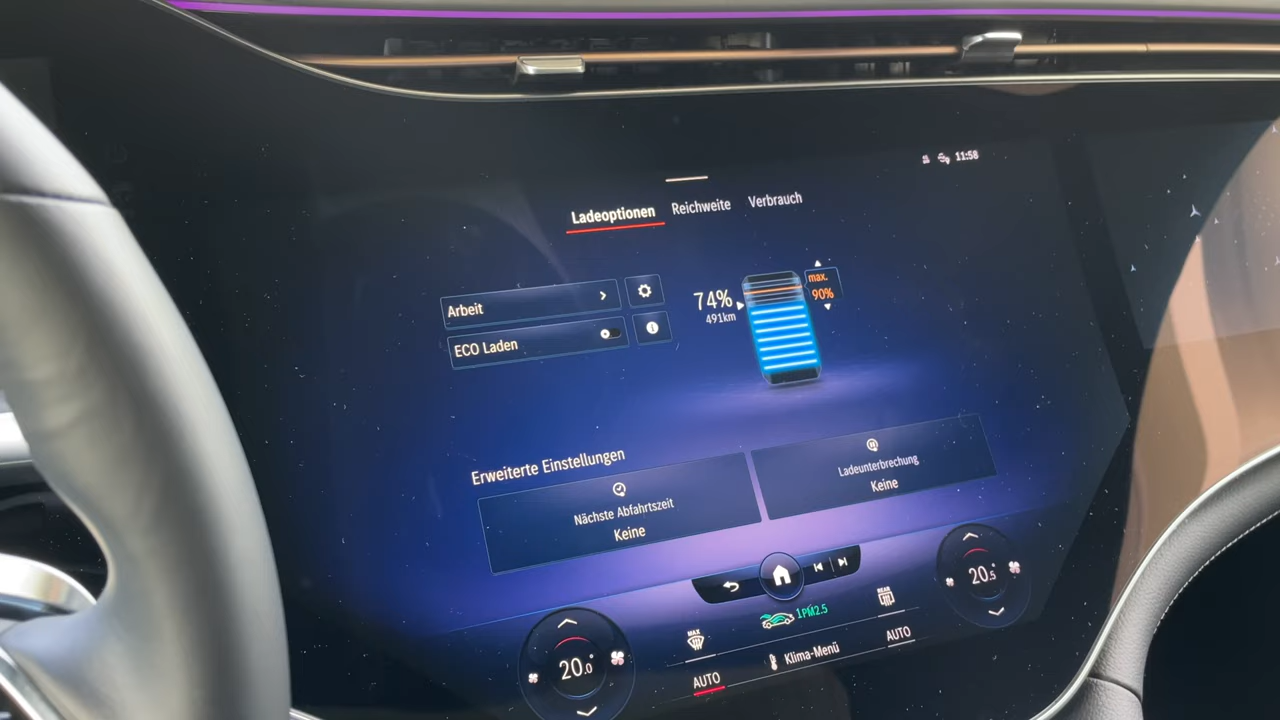 11:58
Ladeoptionen Reichweite Verbrauch
Arbeit
ECO Laden
74%
491km
max.
90%
Erweiterte Einstellungen
Nächste Abfahrtszeit
Keine
Ladeunterbrechung
Keine
20.5
1PM2.5
MAX
REAR
20.0
AUTO
Klima-Menü
AUTO